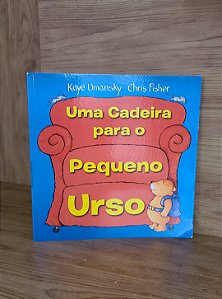 Kaye Umansky Chris Fisher
Uma Cadeira
para o
Pequeno
Urso